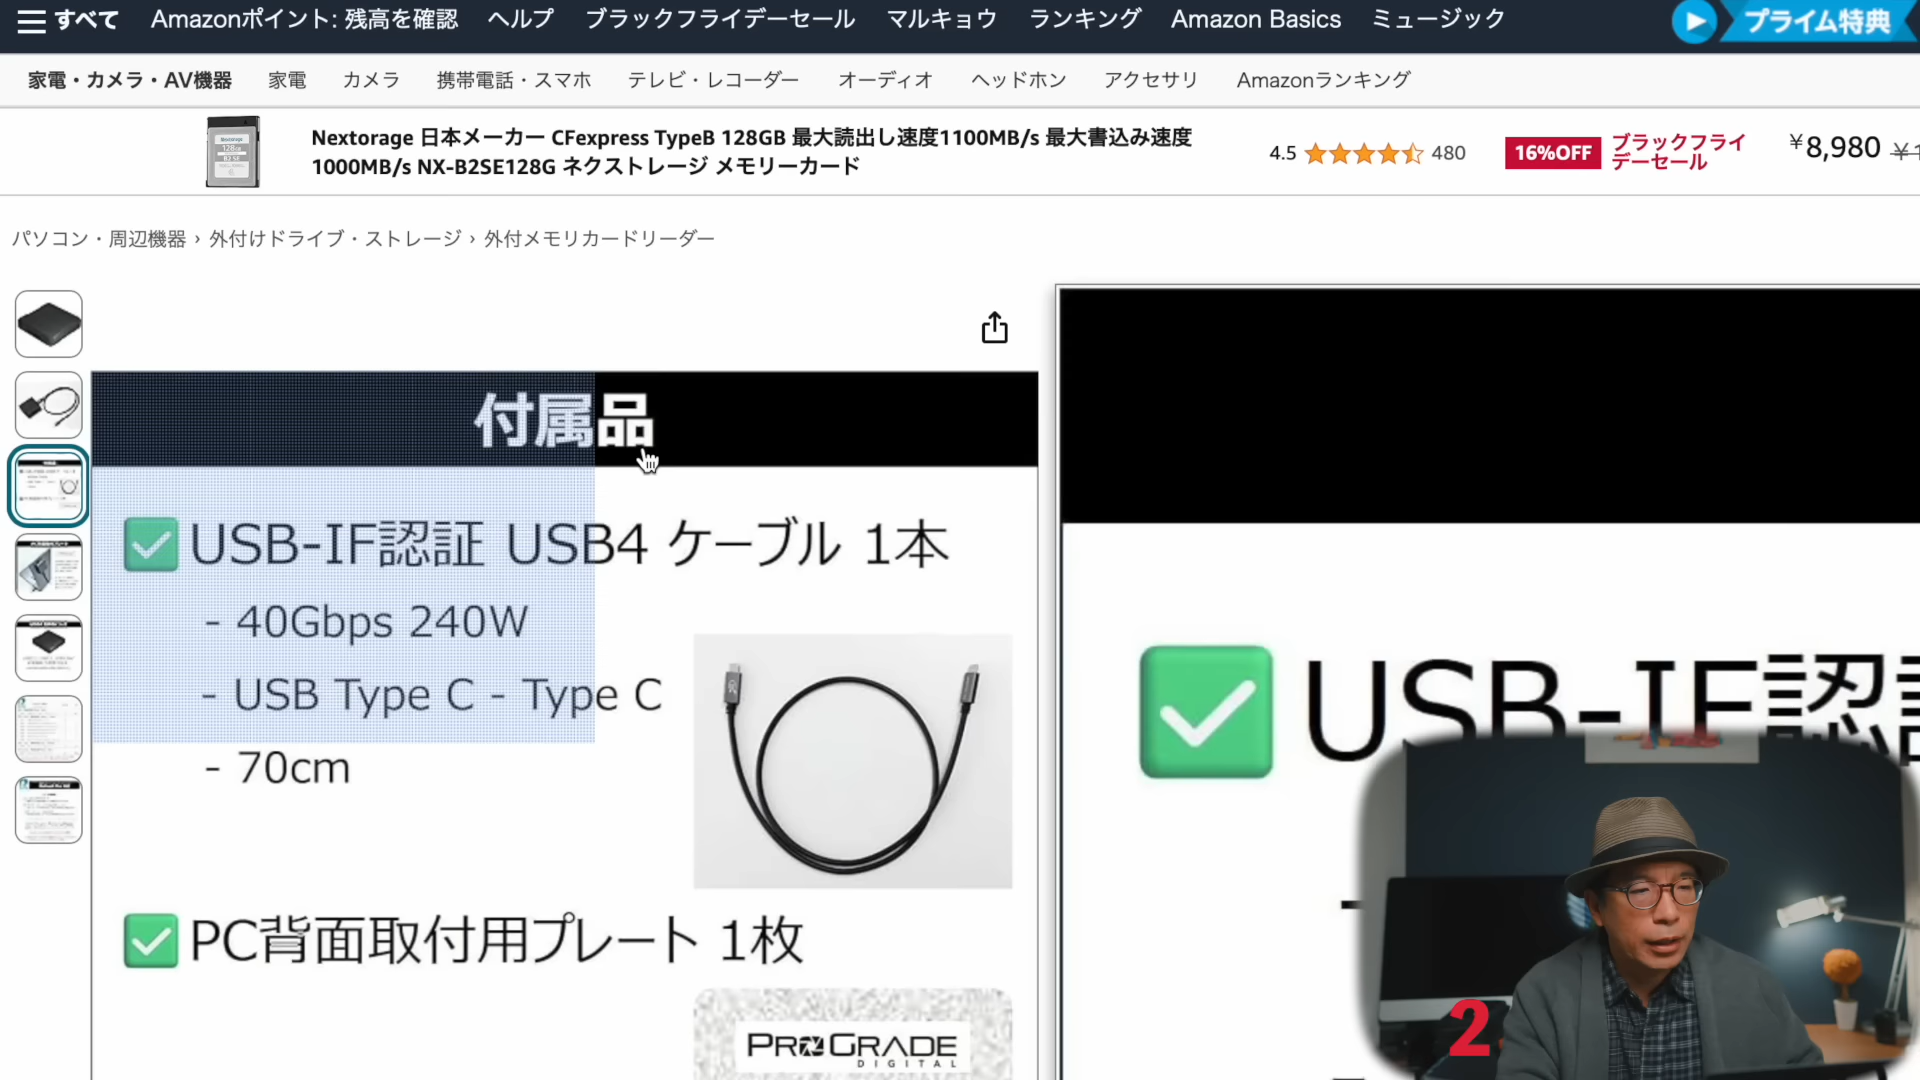 すべて Amazonポイント: 残高を確認 ヘルプ ブラックフライデーセール マルキョウ ランキング Amazon Basics ミュージック プライム特典
家電・カメラ・AV機器 家電 カメラ 携帯電話・スマホ テレビ・レコーダー オーディオ ヘッドホン アクセサリ Amazonランキング
Nextorage 日本メーカー CFexpress TypeB 128GB 最大読出し速度1100MB/s 最大書込み速度
1000MB/s NX-B2SE128G ネクストレージ メモリーカード
4.5 480
16%OFF
ブラックフライ
デーセール
¥8,980
パソコン・周辺機器 › 外付けドライブ・ストレージ › 外付メモリカードリーダー
付属品
USB-IF認証 USB4 ケーブル 1本
- 40Gbps 240W
- USB Type C - Type C
- 70cm
PC背面取付用プレート 1枚
PROGRADE
DIGITAL
USB-IF認
2